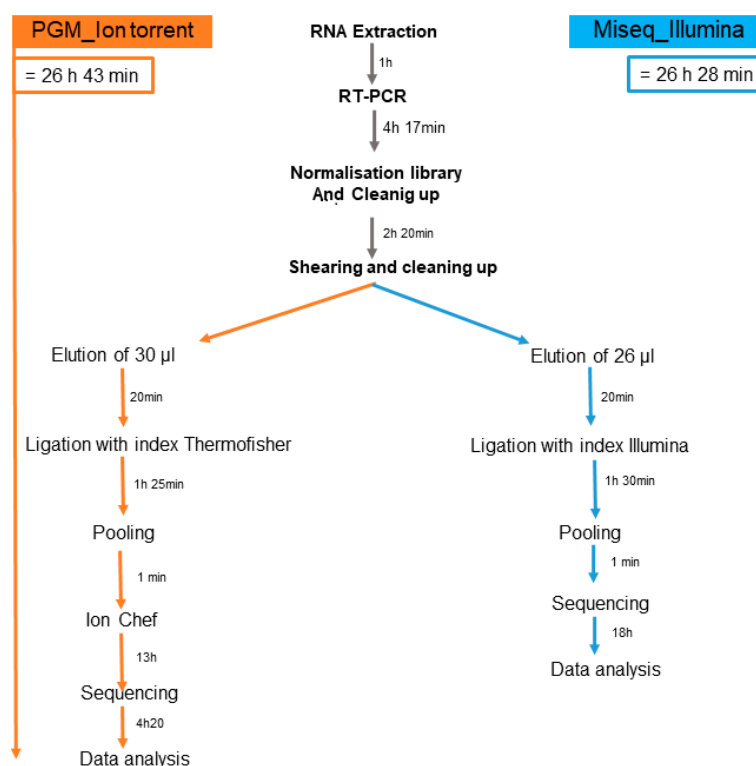 PGM_Ion torrent
= 26 h 43 min
RNA Extraction
Miseq_Illumina
= 26 h 28 min
1h
RT-PCR
4h 17min
Normalisation library
And Cleanig up
2h 20min
Shearing and cleaning up
Elution of 30 µl
20min
Ligation with index Thermofisher
1h 25min
Pooling
1 min
Ion Chef
13h
Sequencing
4h20
Data analysis
Elution of 26 µl
20min
Ligation with index Illumina
1h 30min
Pooling
1 min
Sequencing
18h
Data analysis